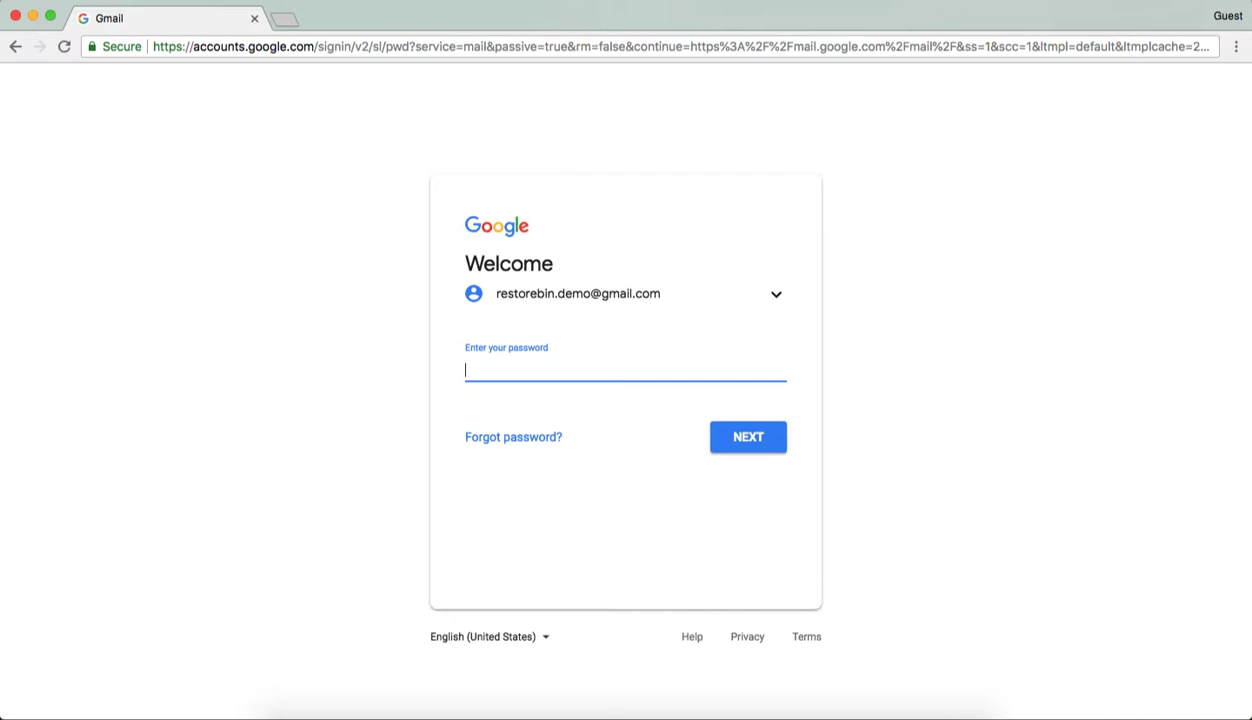 Gmail
Guest
Secure https://accounts.google.com/signin/v2/sl/pwd?service=mail&passive=true&rm=false&continue=https%3A%2F%2Fmail.google.com%2Fmail%2F&ss=1&scc=1&ltmpl=default&ltmplcache=2...
Google
Welcome
restorebin.demo@gmail.com
Enter your password
Forgot password? NEXT
English (United States) Help Privacy Terms